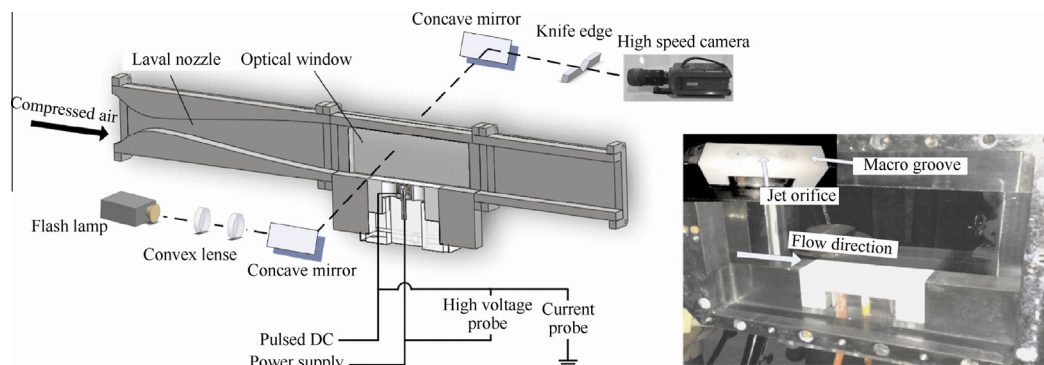 Concave mirror
Knife edge
High speed camera
Laval nozzle
Optical window
Compressed air
Macro groove
Jet orifice
Flash lamp
Flow direction
Convex lense
Concave mirror
High voltage
probe
Current
probe
Pulsed DC
Power supply